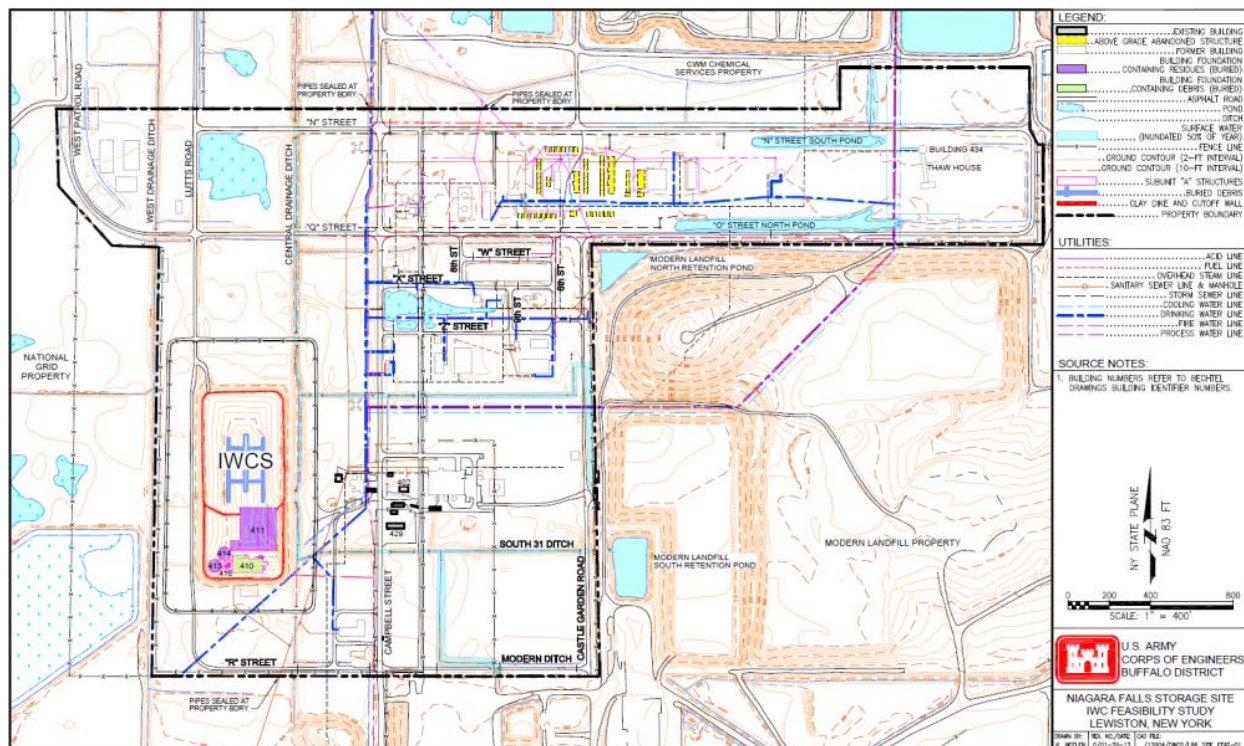 CWM CHEMICAL
SERVICES PROPERTY
PIPES SEALED AT
PROPERTY BDRY.
PIPES SEALED AT
PROPERTY BDRY.
WEST PATROL ROAD
"N" STREET
WEST DRAINAGE DITCH
LUTTS ROAD
CENTRAL DRAINAGE DITCH
"N" STREET SOUTH POND
BUILDING 434
THAW HOUSE
"O" STREET NORTH POND
8th ST
"W" STREET
6th ST
"X" STREET
9th ST
"Z" STREET
MODERN LANDFILL
NORTH RETENTION POND
NATIONAL
GRID
PROPERTY
IWCS
411
414
413
410
429
SOUTH 31 DITCH
CAMPBELL STREET
CASTLE GARDEN ROAD
MODERN LANDFILL
SOUTH RETENTION POND
MODERN LANDFILL PROPERTY
"R" STREET
MODERN DITCH
PIPES SEALED AT
PROPERTY BDRY.
LEGEND:
EXISTING BUILDING
ABOVE GRADE ABANDONED STRUCTURE
FORMER BUILDING
BUILDING FOUNDATION
CONTAINING RESIDUES (BURIED)
BUILDING FOUNDATION
CONTAINING DEBRIS (BURIED)
ASPHALT ROAD
POND
DITCH
SURFACE WATER
(INUNDATED 50% OF YEAR)
FENCE LINE
GROUND CONTOUR (2-FT INTERVAL)
GROUND CONTOUR (10-FT INTERVAL)
SUBUNIT "A" STRUCTURES
BURIED DEBRIS
CLAY DIKE AND CUTOFF WALL
PROPERTY BOUNDARY
UTILITIES:
ACID LINE
FUEL LINE
OVERHEAD STEAM LINE
SANITARY SEWER LINE & MANHOLE
STORM SEWER LINE
COOLING WATER LINE
DRINKING WATER LINE
FIRE WATER LINE
PROCESS WATER LINE
SOURCE NOTES:
1. BUILDING NUMBERS REFER TO BECHTEL
DRAWINGS BUILDING IDENTIFIER NUMBERS.
NY STATE PLANE
NAD 83 FT
0 200 400 800
SCALE: 1" = 400'
U.S. ARMY
CORPS OF ENGINEERS
BUFFALO DISTRICT
NIAGARA FALLS STORAGE SITE
IWC FEASIBILITY STUDY
LEWISTON, NEW YORK
DRAWN BY: REV. NO./DATE: CAD FILE: